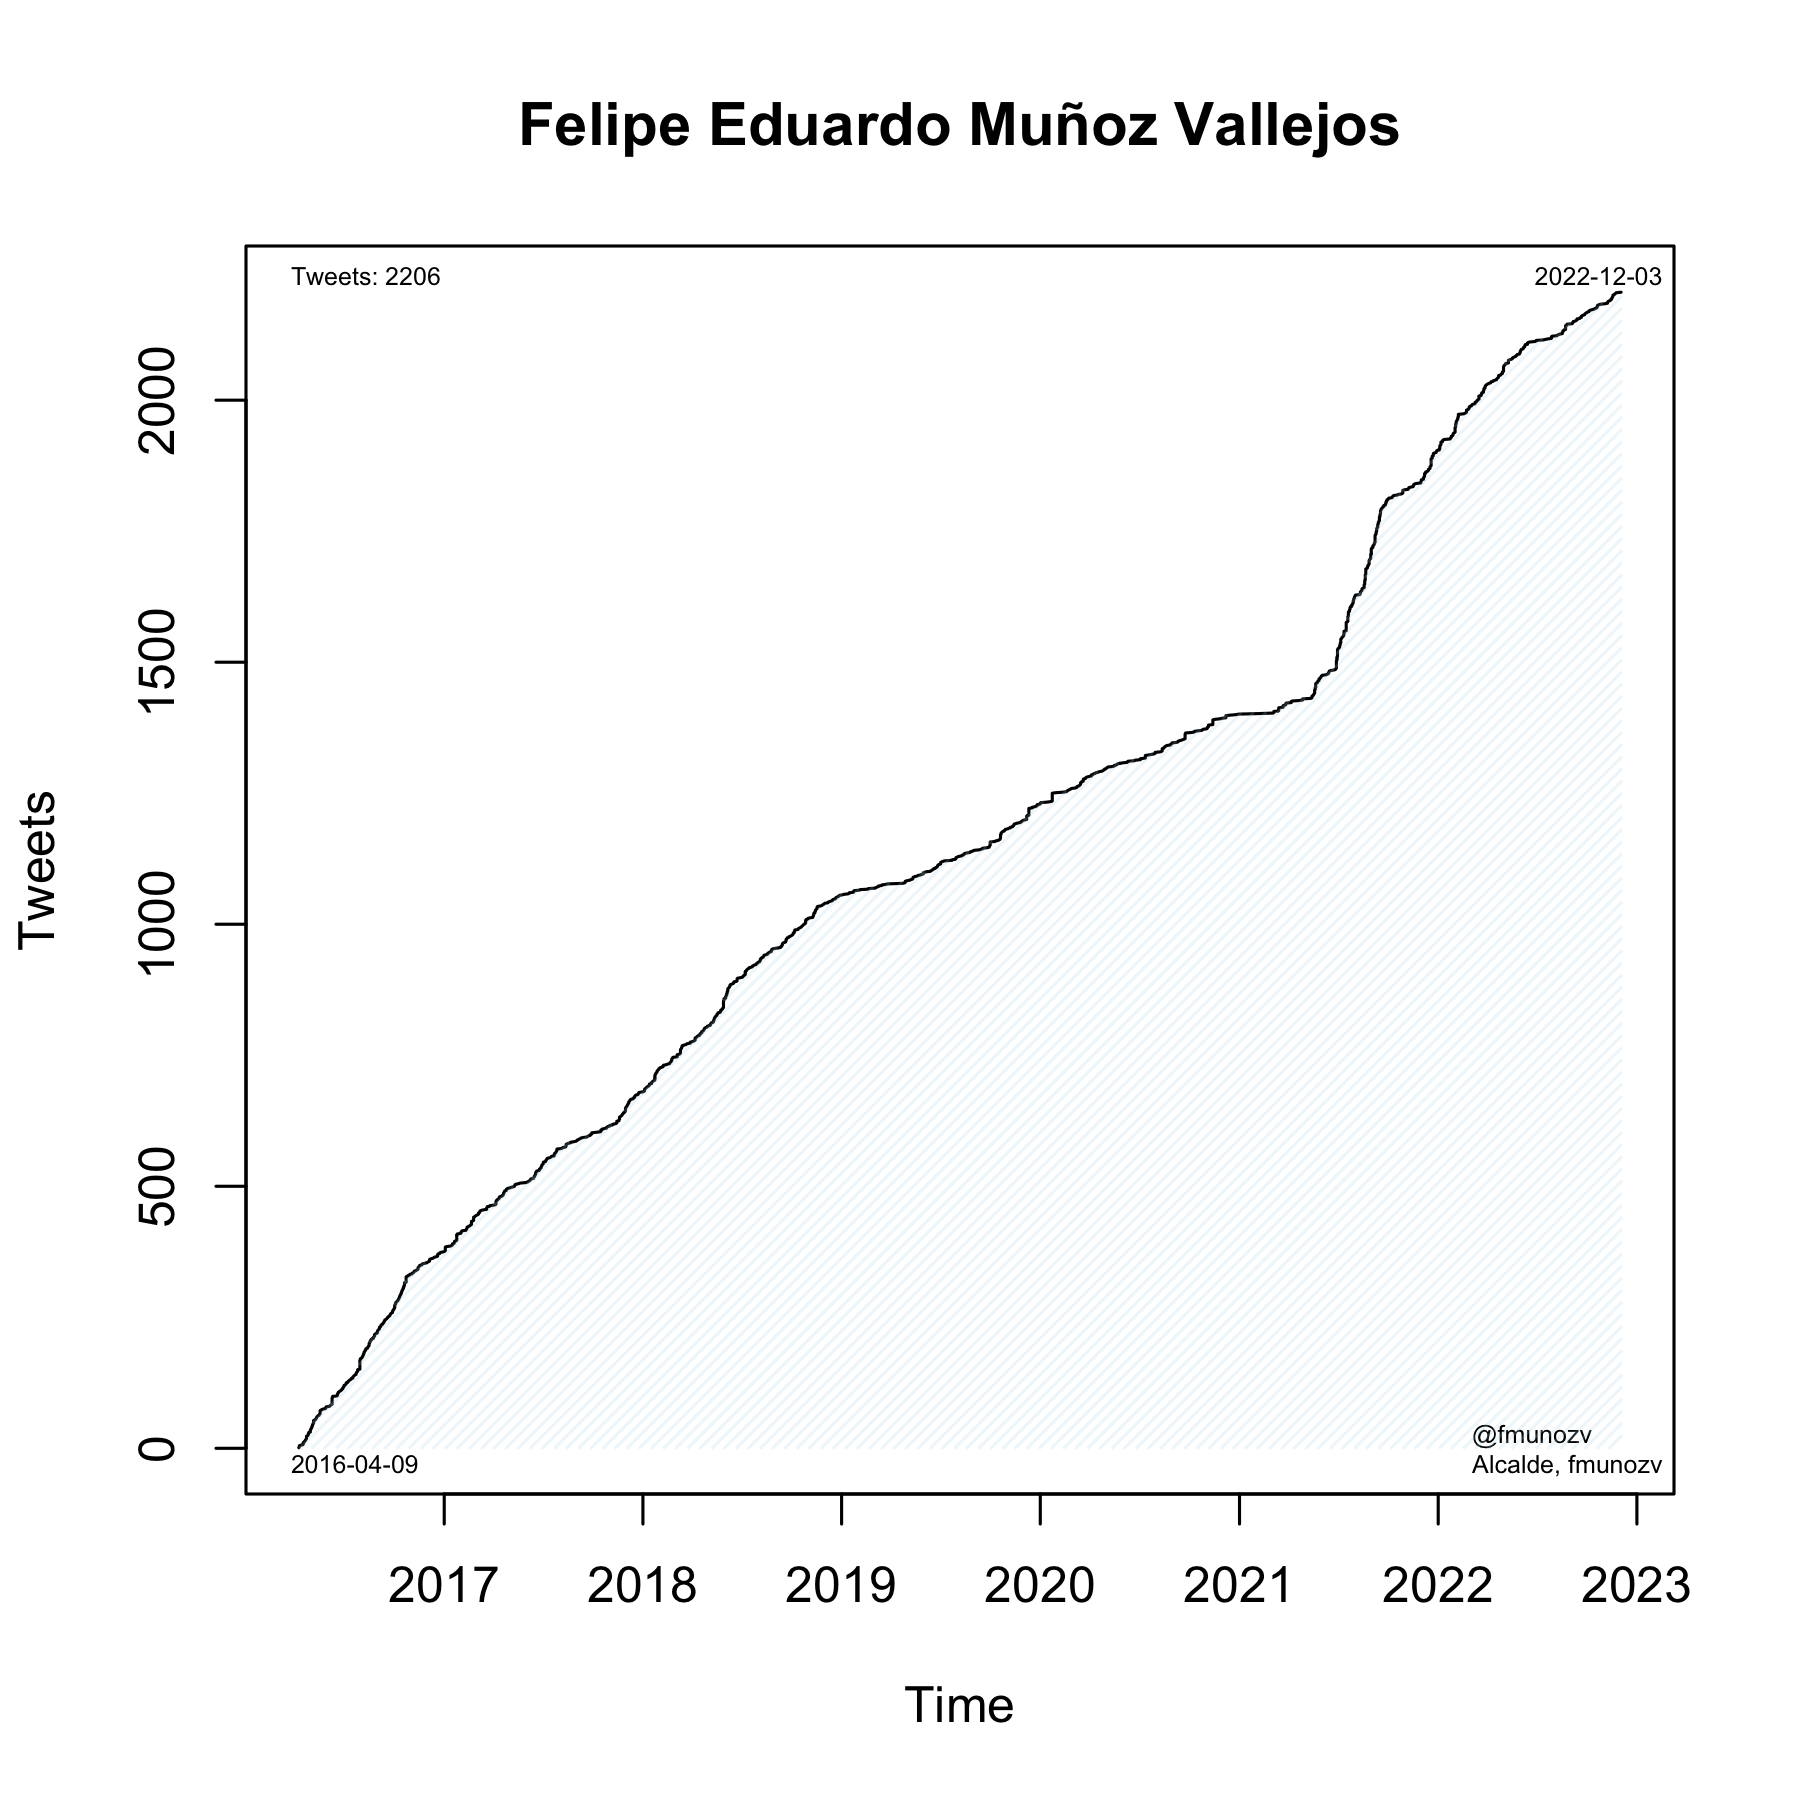 Felipe Eduardo Muñoz Vallejos
Tweets: 2206
2022-12-03
2000
1500
1000
500
0
Tweets
@fmunozv
Alcalde, fmunozv
2016-04-09
2017
2018
2019
2020
2021
2022
2023
Time